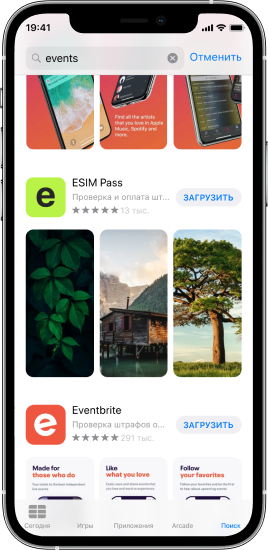 19:41
events
Отменить
Find all the artists
that you love in Apple
Music, Spotify and
more.
ESIM Pass
Проверка и оплата шт...
ЗАГРУЗИТЬ
13 тыс.
e
Eventbrite
Проверка штрафов о...
ЗАГРУЗИТЬ
291 тыс.
e
Made for
those who do
Like
what you love
Follow
your favorites
Сегодня
Игры
Приложения
Arcade
Поиск